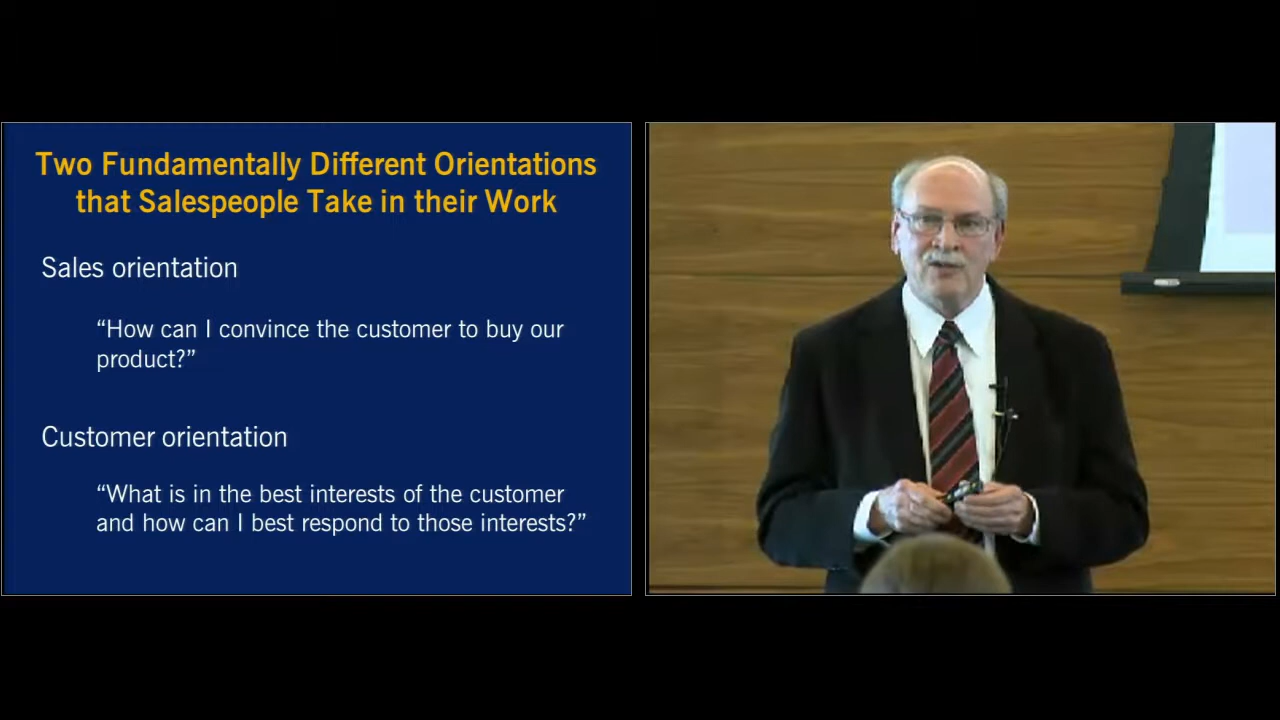 Two Fundamentally Different Orientations
that Salespeople Take in their Work
Sales orientation
“How can I convince the customer to buy our
product?”
Customer orientation
“What is in the best interests of the customer
and how can I best respond to those interests?”